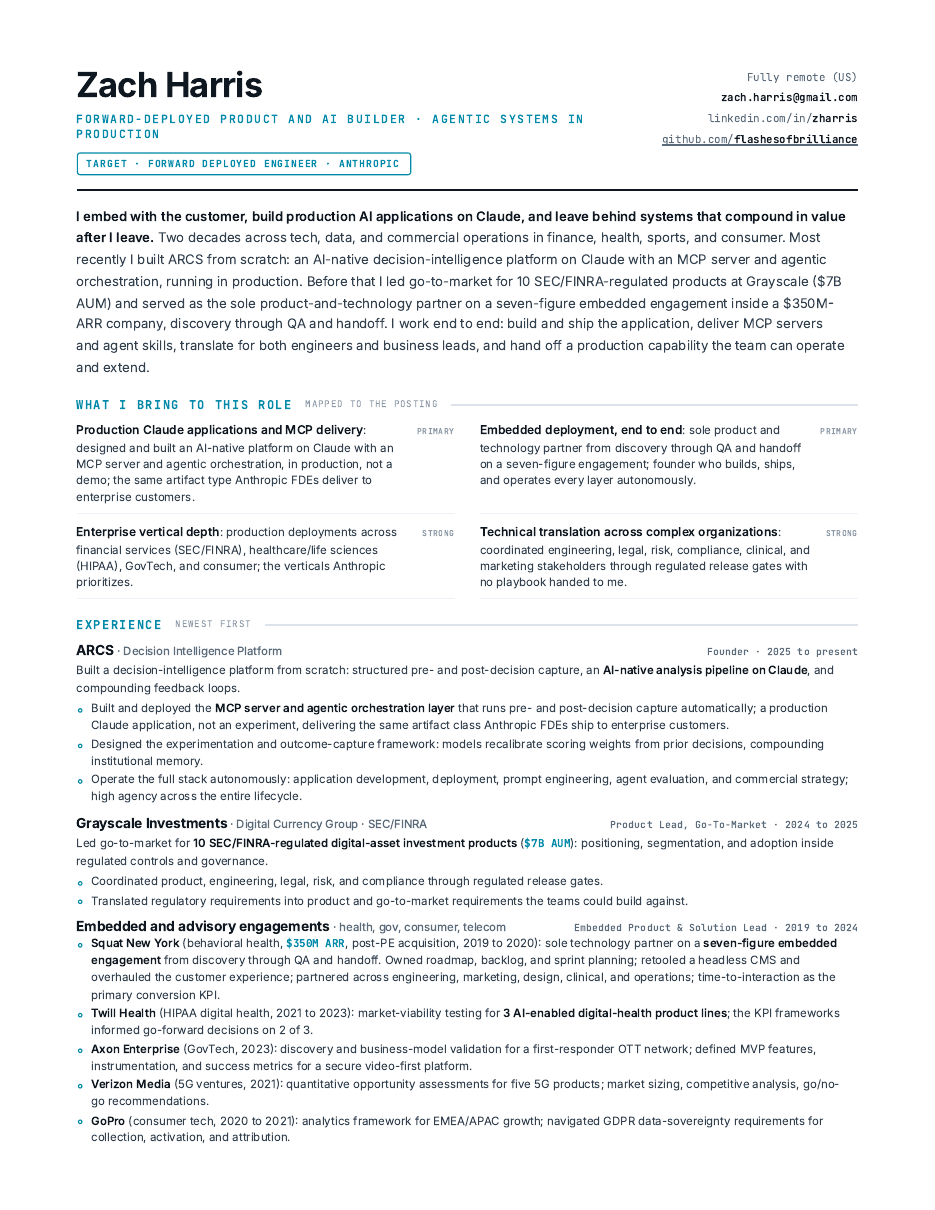 Zach Harris
FORWARD-DEPLOYED PRODUCT AND AI BUILDER · AGENTIC SYSTEMS IN
PRODUCTION
TARGET · FORWARD DEPLOYED ENGINEER · ANTHROPIC
Fully remote (US)
zach.harris@gmail.com
linkedin.com/in/zharris
github.com/flashesofbrilliance
I embed with the customer, build production AI applications on Claude, and leave behind systems that compound in value
after I leave. Two decades across tech, data, and commercial operations in finance, health, sports, and consumer. Most
recently I built ARCS from scratch: an AI-native decision-intelligence platform on Claude with an MCP server and agentic
orchestration, running in production. Before that I led go-to-market for 10 SEC/FINRA-regulated products at Grayscale ($7B
AUM) and served as the sole product-and-technology partner on a seven-figure embedded engagement inside a $350M-
ARR company, discovery through QA and handoff. I work end to end: build and ship the application, deliver MCP servers
and agent skills, translate for both engineers and business leads, and hand off a production capability the team can operate
and extend.
WHAT I BRING TO THIS ROLE MAPPED TO THE POSTING
Production Claude applications and MCP delivery: PRIMARY
designed and built an AI-native platform on Claude with an
MCP server and agentic orchestration, in production, not a
demo; the same artifact type Anthropic FDEs deliver to
enterprise customers.
Embedded deployment, end to end: sole product and PRIMARY
technology partner from discovery through QA and handoff
on a seven-figure engagement; founder who builds, ships,
and operates every layer autonomously.
Enterprise vertical depth: production deployments across STRONG
financial services (SEC/FINRA), healthcare/life sciences
(HIPAA), GovTech, and consumer; the verticals Anthropic
prioritizes.
Technical translation across complex organizations: STRONG
coordinated engineering, legal, risk, compliance, clinical, and
marketing stakeholders through regulated release gates with
no playbook handed to me.
EXPERIENCE NEWEST FIRST
ARCS · Decision Intelligence Platform Founder · 2025 to present
Built a decision-intelligence platform from scratch: structured pre- and post-decision capture, an AI-native analysis pipeline on Claude, and
compounding feedback loops.
Built and deployed the MCP server and agentic orchestration layer that runs pre- and post-decision capture automatically; a production
Claude application, not an experiment, delivering the same artifact class Anthropic FDEs ship to enterprise customers.
Designed the experimentation and outcome-capture framework: models recalibrate scoring weights from prior decisions, compounding
institutional memory.
Operate the full stack autonomously: application development, deployment, prompt engineering, agent evaluation, and commercial strategy;
high agency across the entire lifecycle.
Grayscale Investments · Digital Currency Group · SEC/FINRA Product Lead, Go-To-Market · 2024 to 2025
Led go-to-market for 10 SEC/FINRA-regulated digital-asset investment products ($7B AUM): positioning, segmentation, and adoption inside
regulated controls and governance.
Coordinated product, engineering, legal, risk, and compliance through regulated release gates.
Translated regulatory requirements into product and go-to-market requirements the teams could build against.
Embedded and advisory engagements · health, gov, consumer, telecom Embedded Product & Solution Lead · 2019 to 2024
Squat New York (behavioral health, $350M ARR, post-PE acquisition, 2019 to 2020): sole technology partner on a seven-figure embedded
engagement from discovery through QA and handoff. Owned roadmap, backlog, and sprint planning; retooled a headless CMS and
overhauled the customer experience; partnered across engineering, marketing, design, clinical, and operations; time-to-interaction as the
primary conversion KPI.
Twill Health (HIPAA digital health, 2021 to 2023): market-viability testing for 3 AI-enabled digital-health product lines; the KPI frameworks
informed go-forward decisions on 2 of 3.
Axon Enterprise (GovTech, 2023): discovery and business-model validation for a first-responder OTT network; defined MVP features,
instrumentation, and success metrics for a secure video-first platform.
Verizon Media (5G ventures, 2021): quantitative opportunity assessments for five 5G products; market sizing, competitive analysis, go/no-
go recommendations.
GoPro (consumer tech, 2020 to 2021): analytics framework for EMEA/APAC growth; navigated GDPR data-sovereignty requirements for
collection, activation, and attribution.